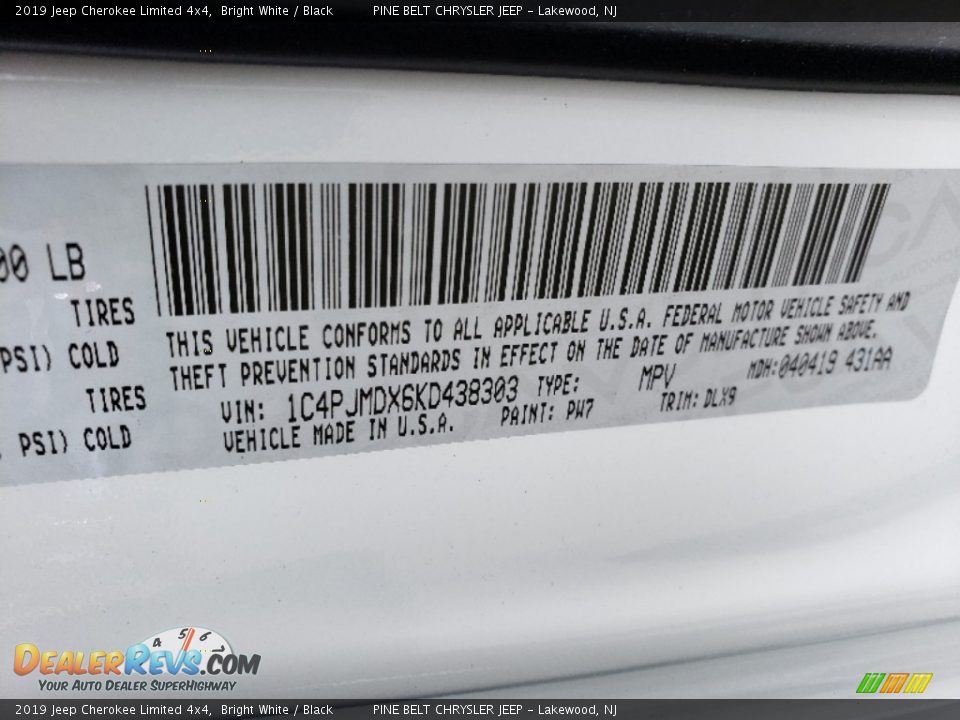 2019 Jeep Cherokee Limited 4x4, Bright White / Black PINE BELT CHRYSLER JEEP - Lakewood, NJ
00 LB
TIRES
PSI) COLD
TIRES
PSI) COLD
THIS VEHICLE CONFORMS TO ALL APPLICABLE U.S.A. FEDERAL MOTOR VEHICLE SAFETY AND
THEFT PREVENTION STANDARDS IN EFFECT ON THE DATE OF MANUFACTURE SHOWN ABOVE.
VIN: 1C4PJMDX6KD438303 TYPE: MPV MDH:040419 431AA
VEHICLE MADE IN U.S.A. PAINT: PW7 TRIM: DLX9
4 5 6 7
DEALERREVS.COM
YOUR AUTO DEALER SUPERHIGHWAY
2019 Jeep Cherokee Limited 4x4, Bright White / Black PINE BELT CHRYSLER JEEP - Lakewood, NJ